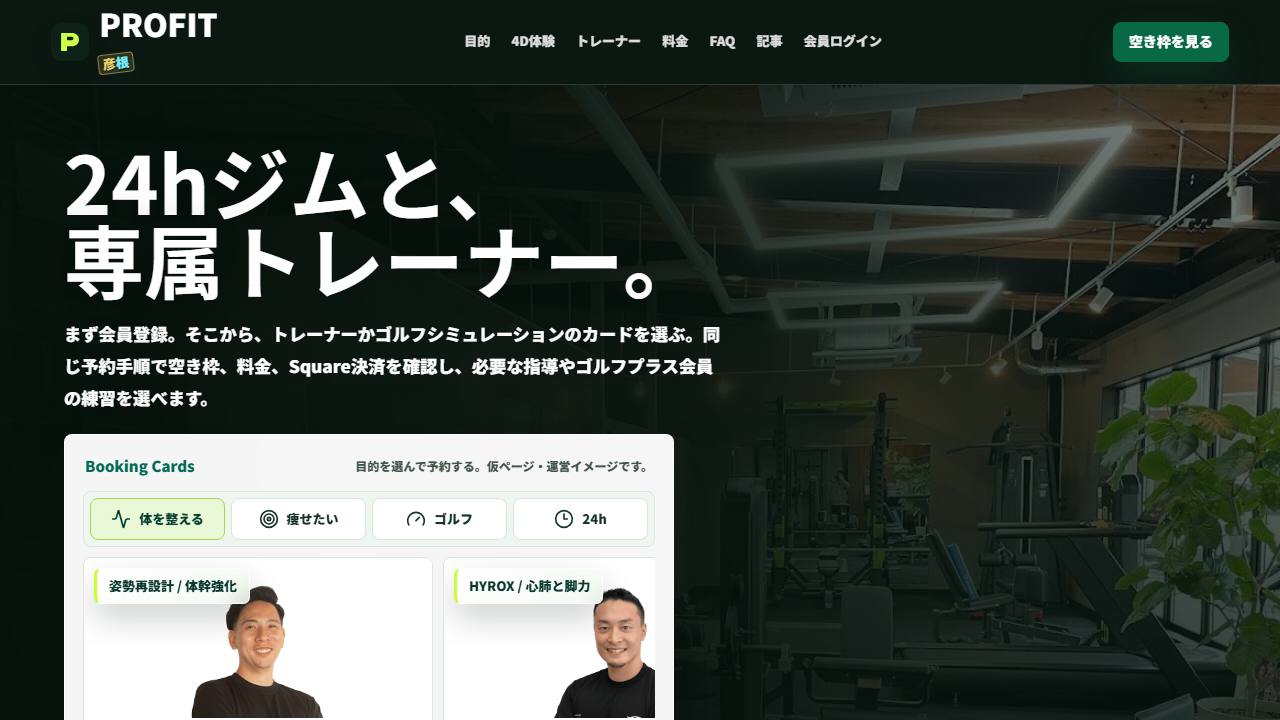 P
PROFIT
彦根
目的 4D体験 トレーナー 料金 FAQ 記事 会員ログイン
空き枠を見る
24hジムと、
専属トレーナー。
まず会員登録。そこから、トレーナーかゴルフシミュレーションのカードを選ぶ。同
じ予約手順で空き枠、料金、Square決済を確認し、必要な指導やゴルフプラス会員
の練習を選べます。
Booking Cards
目的を選んで予約する。仮ページ・運営イメージです。
体を整える 痩せたい ゴルフ 24h
姿勢再設計 / 体幹強化
HYROX / 心肺と脚力